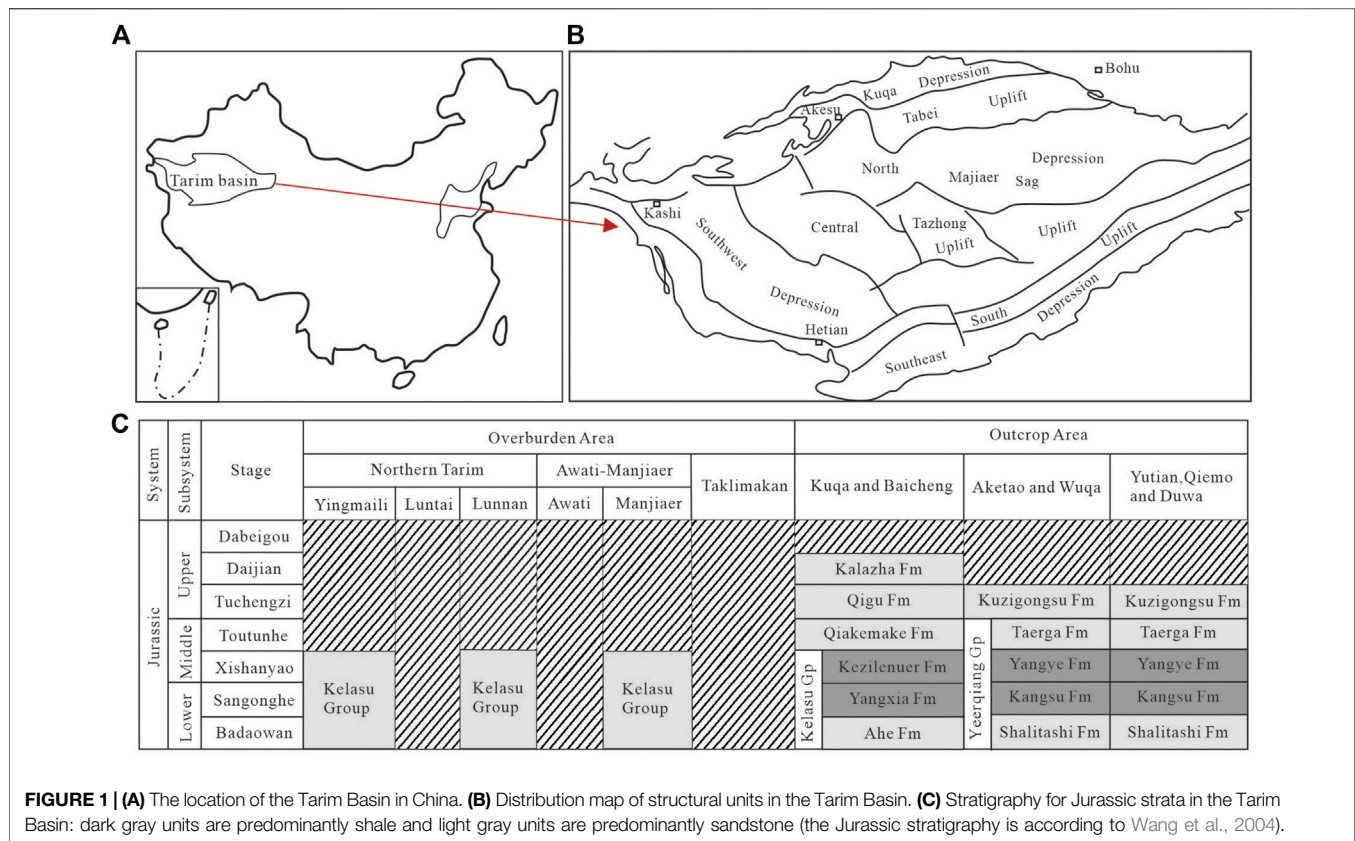 A
B
Tarim basin
Bohu
Kuqa Depression
Akesu
Tabei Uplift
North Depression
Majiaer Sag
Kashi
Southwest Depression
Central Uplift
Tazhong Uplift
South Uplift
Hetian
Southeast Depression
C
System Subsystem Stage Overburden Area Outcrop Area
Northern Tarim Awati-Manjiaer Taklimakan Kuqa and Baicheng Aketao and Wuqa Yutian,Qiemo
and Duwa
Yingmaili Luntai Lunnan Awati Manjiaer
Jurassic
Upper
Dabeigou
Daijian Kalazha Fm
Tuchengzi Qigu Fm Kuzigongsu Fm Kuzigongsu Fm
Middle
Toutunhe Qiakemake Fm Yeerqiang Gp Taerga Fm Taerga Fm
Xishanyao Kelasu Gp Kezilenuer Fm Yangye Fm Yangye Fm
Lower
Kelasu
Group
Kelasu
Group
Kelasu
Group
Sangonghe Yangxia Fm Kangsu Fm Kangsu Fm
Badaowan Ahe Fm Shalitashi Fm Shalitashi Fm
FIGURE 1 | (A) The location of the Tarim Basin in China. (B) Distribution map of structural units in the Tarim Basin. (C) Stratigraphy for Jurassic strata in the Tarim
Basin: dark gray units are predominantly shale and light gray units are predominantly sandstone (the Jurassic stratigraphy is according to Wang et al., 2004).